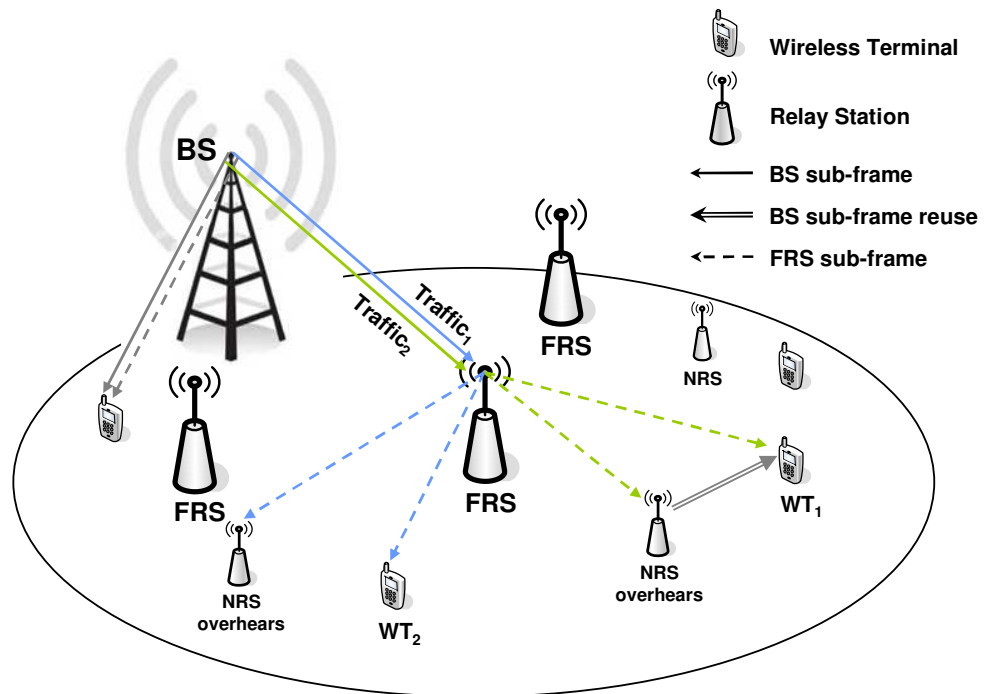 Wireless Terminal
Relay Station
BS sub-frame
BS sub-frame reuse
FRS sub-frame
BS
Traffic₁
Traffic₂
FRS
NRS
FRS
FRS
WT₁
NRS
overhears
NRS
overhears
WT₂